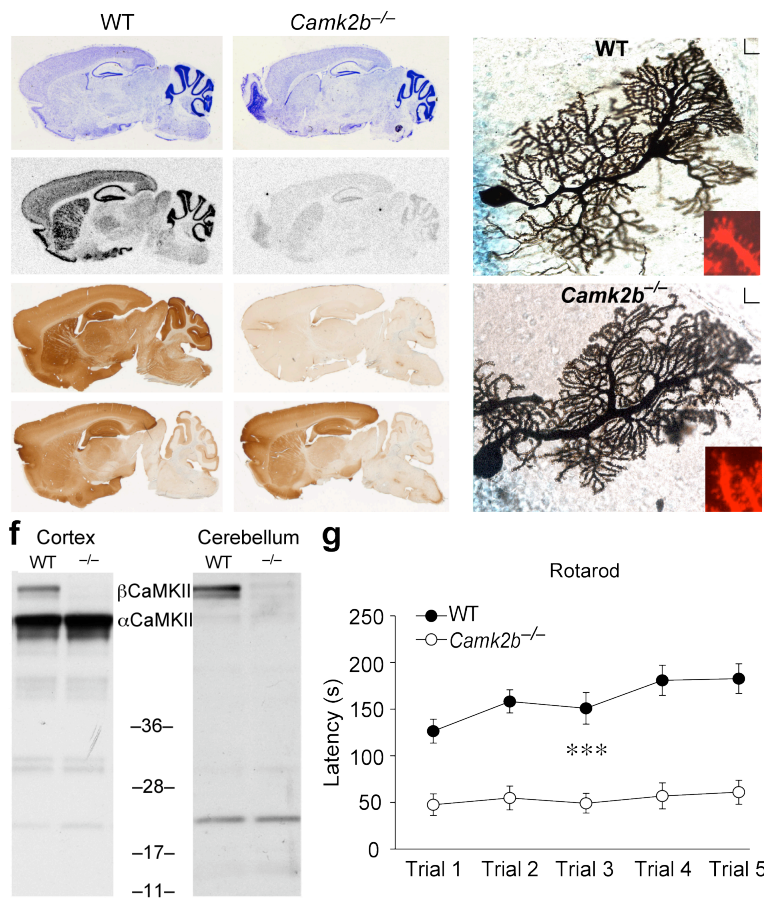 WT
Camk2b–/–
WT
Camk2b–/–
f
Cortex
WT –/–
Cerebellum
WT –/–
βCaMKII
αCaMKII
–36–
–28–
–17–
–11–
g
Rotarod
WT
Camk2b–/–
Latency (s)
250
200
150
100
50
0
***
Trial 1 Trial 2 Trial 3 Trial 4 Trial 5